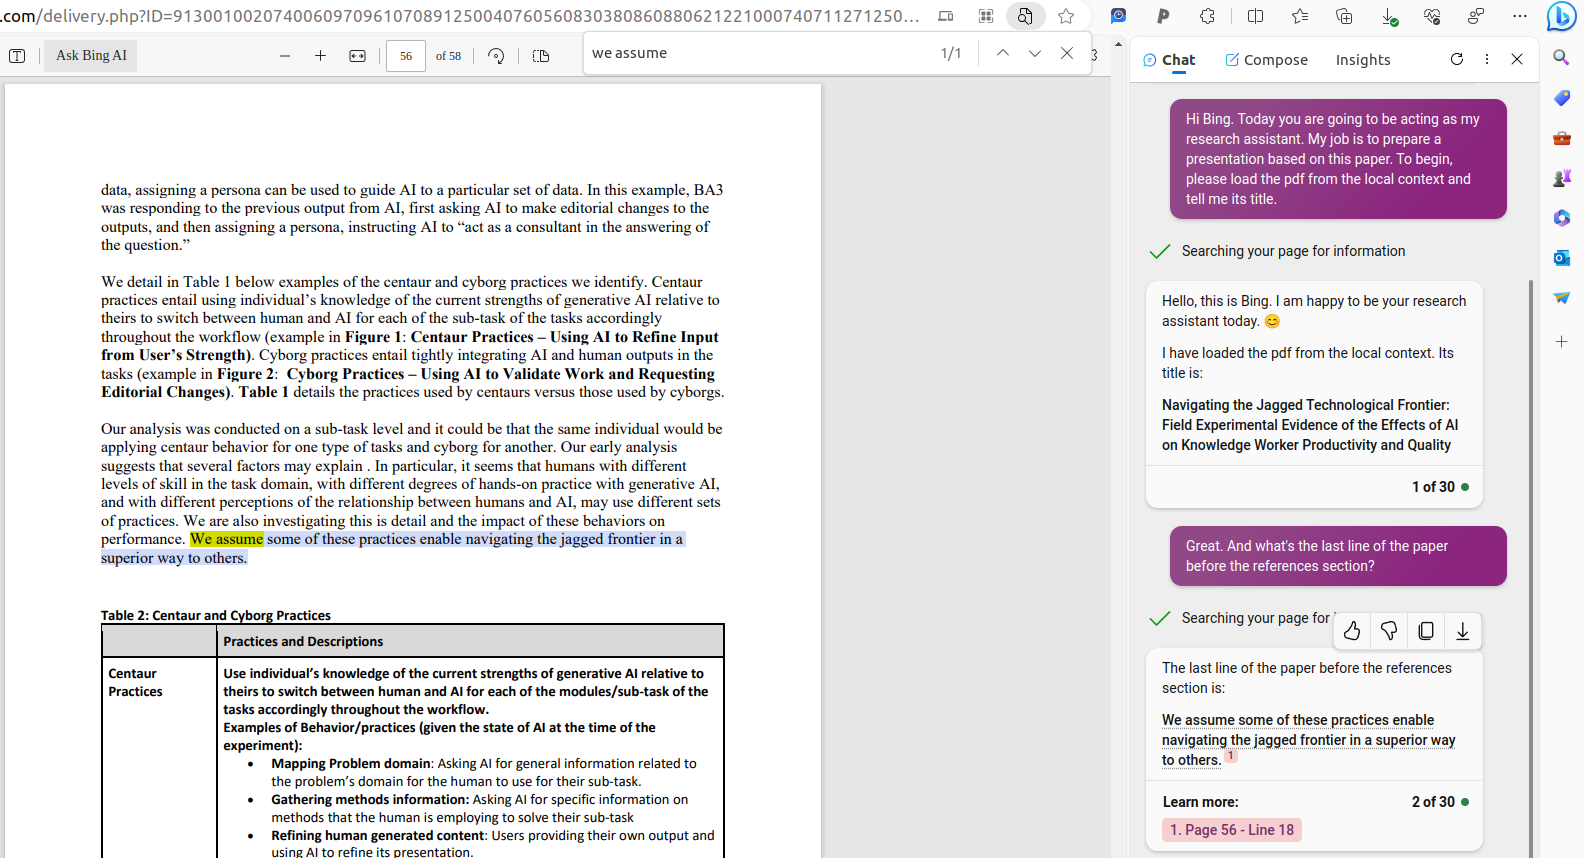 .com/delivery.php?ID=913001002074006097096107089125004076056083038086088062122100074071127125O...
Ask Bing AI
56
of 58
we assume
1/1
Chat
Compose
Insights
data, assigning a persona can be used to guide AI to a particular set of data. In this example, BA3
was responding to the previous output from AI, first asking AI to make editorial changes to the
outputs, and then assigning a persona, instructing AI to “act as a consultant in the answering of
the question.”
We detail in Table 1 below examples of the centaur and cyborg practices we identify. Centaur
practices entail using individual’s knowledge of the current strengths of generative AI relative to
theirs to switch between human and AI for each of the sub-task of the tasks accordingly
throughout the workflow (example in Figure 1: Centaur Practices – Using AI to Refine Input
from User’s Strength). Cyborg practices entail tightly integrating AI and human outputs in the
tasks (example in Figure 2:  Cyborg Practices – Using AI to Validate Work and Requesting
Editorial Changes). Table 1 details the practices used by centaurs versus those used by cyborgs.
Our analysis was conducted on a sub-task level and it could be that the same individual would be
applying centaur behavior for one type of tasks and cyborg for another. Our early analysis
suggests that several factors may explain . In particular, it seems that humans with different
levels of skill in the task domain, with different degrees of hands-on practice with generative AI,
and with different perceptions of the relationship between humans and AI, may use different sets
of practices. We are also investigating this is detail and the impact of these behaviors on
performance. We assume some of these practices enable navigating the jagged frontier in a
superior way to others.
Table 2: Centaur and Cyborg Practices
Practices and Descriptions
Centaur
Practices
Use individual’s knowledge of the current strengths of generative AI relative to
theirs to switch between human and AI for each of the modules/sub-task of the
tasks accordingly throughout the workflow.
Examples of Behavior/practices (given the state of AI at the time of the
experiment):
• Mapping Problem domain: Asking AI for general information related to
the problem’s domain for the human to use for their sub-task.
• Gathering methods information: Asking AI for specific information on
methods that the human is employing to solve their sub-task
• Refining human generated content: Users providing their own output and
using AI to refine its presentation.
Hi Bing. Today you are going to be acting as my
research assistant. My job is to prepare a
presentation based on this paper. To begin,
please load the pdf from the local context and
tell me its title.
Searching your page for information
Hello, this is Bing. I am happy to be your research
assistant today. 😊
I have loaded the pdf from the local context. Its
title is:
Navigating the Jagged Technological Frontier:
Field Experimental Evidence of the Effects of AI
on Knowledge Worker Productivity and Quality
1 of 30
Great. And what's the last line of the paper
before the references section?
Searching your page for
The last line of the paper before the references
section is:
We assume some of these practices enable
navigating the jagged frontier in a superior way
to others. 1
Learn more:
2 of 30
1. Page 56 - Line 18